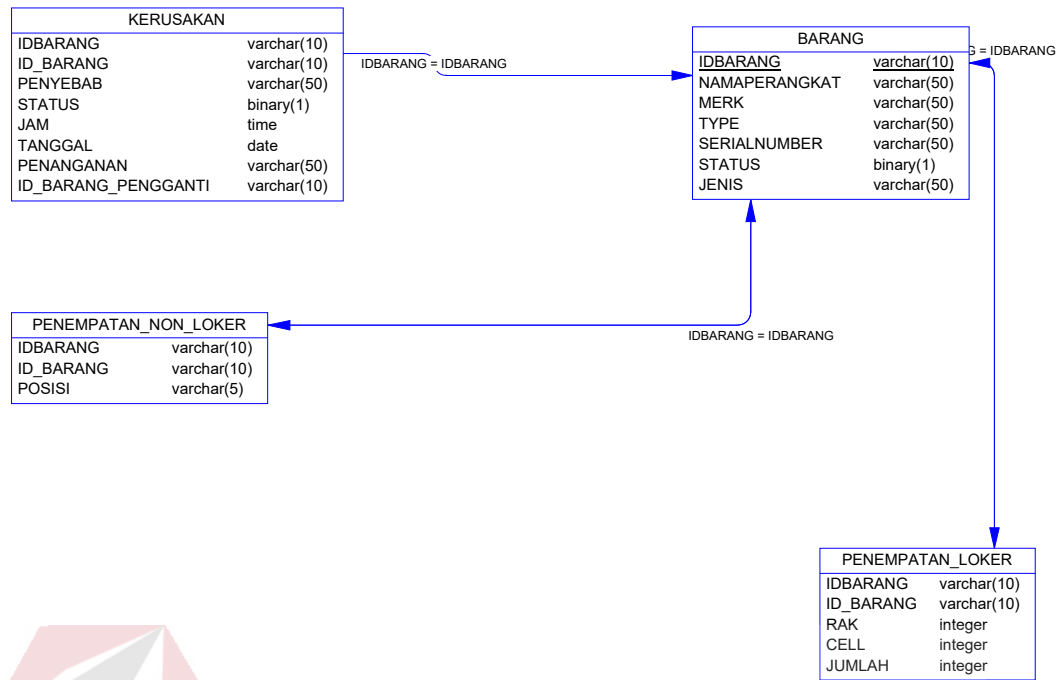 KERUSAKAN
IDBARANG varchar(10)
ID_BARANG varchar(10)
PENYEBAB varchar(50)
STATUS binary(1)
JAM time
TANGGAL date
PENANGANAN varchar(50)
ID_BARANG_PENGGANTI varchar(10)
IDBARANG = IDBARANG
BARANG
IDBARANG varchar(10)
NAMAPERANGKAT varchar(50)
MERK varchar(50)
TYPE varchar(50)
SERIALNUMBER varchar(50)
STATUS binary(1)
JENIS varchar(50)
= IDBARANG
PENEMPATAN_NON_LOKER
IDBARANG varchar(10)
ID_BARANG varchar(10)
POSISI varchar(5)
IDBARANG = IDBARANG
PENEMPATAN_LOKER
IDBARANG varchar(10)
ID_BARANG varchar(10)
RAK integer
CELL integer
JUMLAH integer